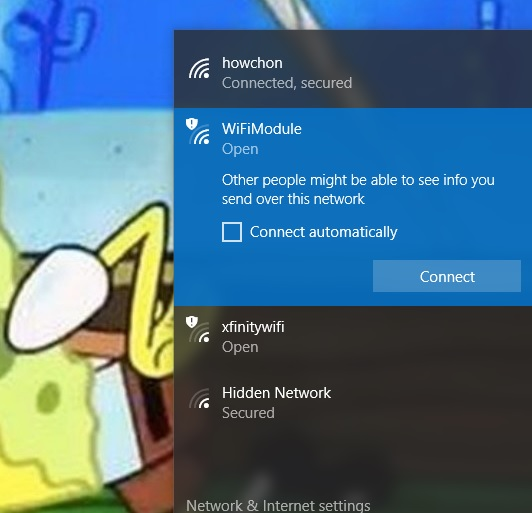 howchon
Connected, secured
WiFiModule
Open
Other people might be able to see info you
send over this network
Connect automatically
Connect
xfinitywifi
Open
Hidden Network
Secured
Network & Internet settings